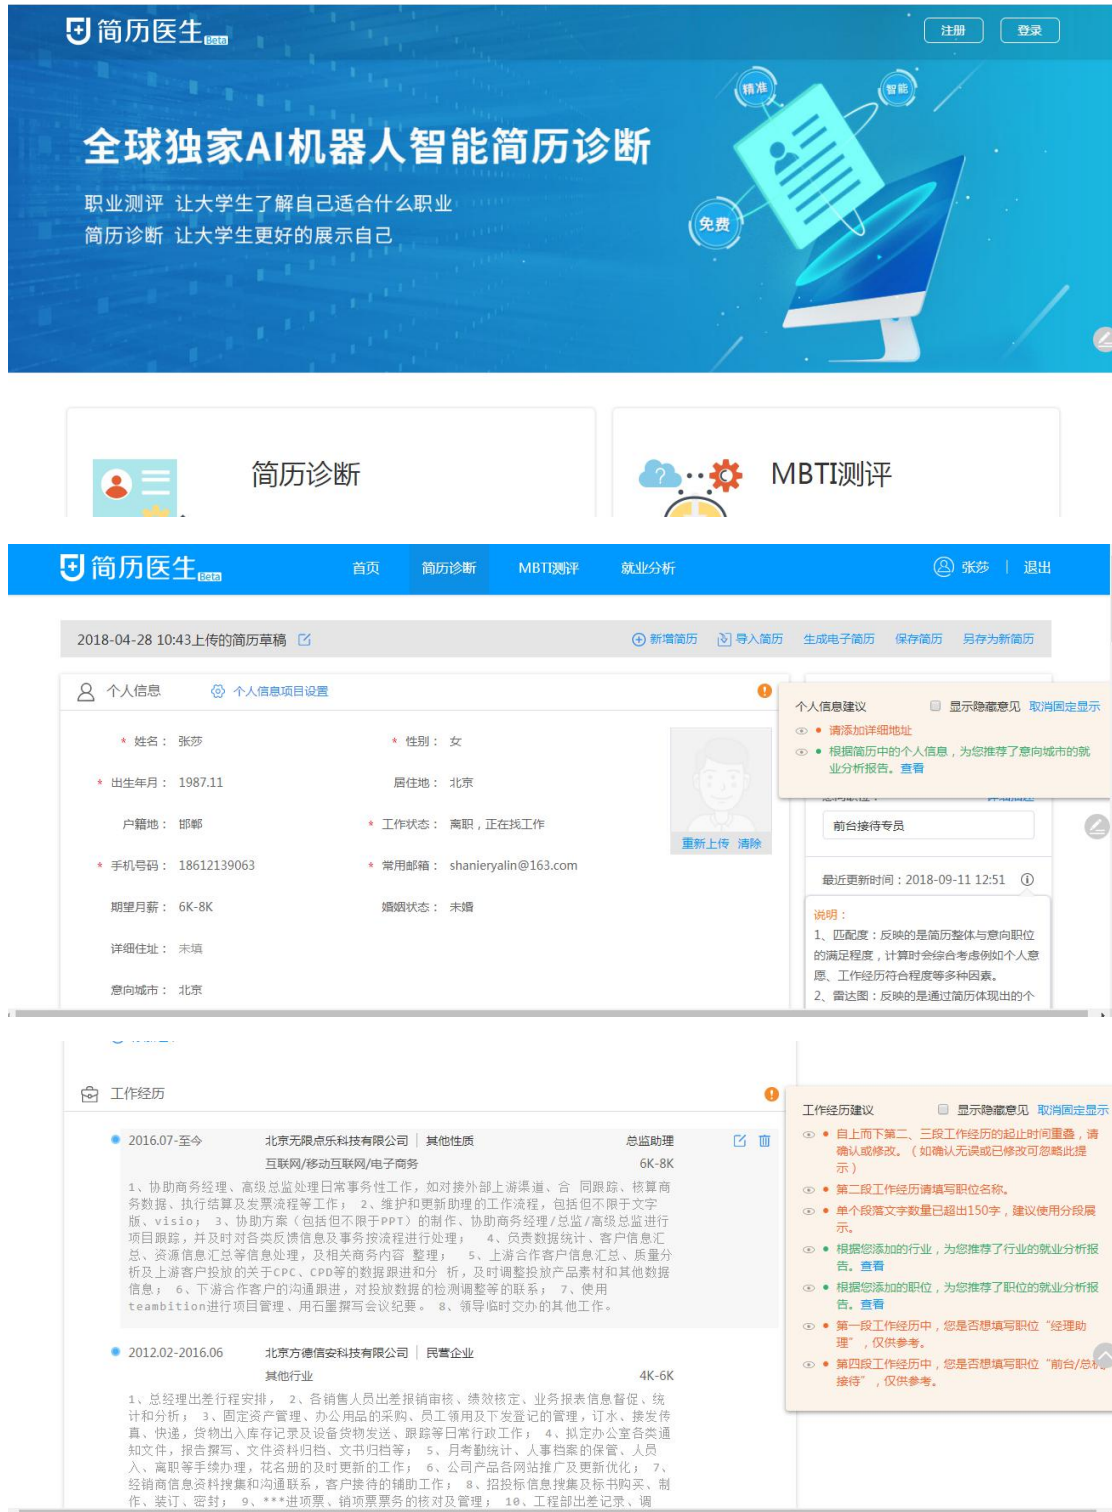 简历医生 Beta
注册 登录
精准
智能
全球独家AI机器人智能简历诊断
职业测评 让大学生了解自己适合什么职业
免费
简历诊断 让大学生更好的展示自己
简历诊断
MBTI测评
简历医生 Beta 首页 简历诊断 MBTI测评 就业分析 张莎 | 退出
2018-04-28 10:43上传的简历草稿 新增简历 导入简历 生成电子简历 保存简历 另存为新简历
个人信息 个人信息项目设置
* 姓名： 张莎 * 性别： 女
* 出生年月： 1987.11 居住地： 北京
户籍地： 邯郸 * 工作状态： 离职，正在找工作
重新上传 清除
* 手机号码： 18612139063 * 常用邮箱： shanieryalin@163.com
期望月薪： 6K-8K 婚姻状态： 未婚
详细住址： 未填
意向城市： 北京
个人信息建议 显示隐藏意见 取消固定显示
请添加详细地址
根据简历中的个人信息，为您推荐了意向城市的就
业分析报告。查看
前台接待专员
最近更新时间：2018-09-11 12:51
说明：
1、匹配度：反映的是简历整体与意向职位
的满足程度，计算时会综合考虑例如个人意
愿、工作经历符合程度等多种因素。
2、雷达图：反映的是通过简历体现出的个
工作经历
2016.07-至今 北京无限点乐科技有限公司 | 其他性质 总监助理
互联网/移动互联网/电子商务 6K-8K
1、协助商务经理、高级总监处理日常事务性工作，如对接外部上游渠道、合 同跟踪、核算商
务数据、执行结算及发票流程等工作； 2、维护和更新助理的工作流程，包括但不限于文字
版、visio； 3、协助方案（包括但不限于PPT）的制作、协助商务经理/总监/高级总监进行
项目跟踪，并及时对各类反馈信息及事务按流程进行处理； 4、负责数据统计、客户信息汇
总、资源信息汇总等信息处理，及相关商务内容 整理； 5、上游合作客户信息汇总、质量分
析及上游客户投放的关于CPC、CPD等的数据跟进和分 析，及时调整投放产品素材和其他数据
信息； 6、下游合作客户的沟通跟进，对投放数据的检测调整等的联系； 7、使用
teambition进行项目管理、用石墨撰写会议纪要。 8、领导临时交办的其他工作。
2012.02-2016.06 北京方德信安科技有限公司 | 民营企业
其他行业 4K-6K
1、总经理出差行程安排， 2、各销售人员出差报销审核、绩效核定、业务报表信息督促、统
计和分析； 3、固定资产管理、办公用品的采购、员工领用及下发登记的管理，订水、接发传
真、快递，货物出入库存记录及设备货物发送、跟踪等日常行政工作； 4、拟定办公室各类通
知文件，报告撰写、文件资料归档、文书归档等； 5、月考勤统计、人事档案的保管、人员
入、离职等手续办理，花名册的及时更新的工作； 6、公司产品各网站推广及更新优化； 7、
经销商信息资料搜集和沟通联系，客户接待的辅助工作； 8、招投标信息搜集及标书购买、制
作、装订、密封； 9、***进项票、销项票票务的核对及管理； 10、工程部出差记录、调
工作经历建议 显示隐藏意见 取消固定显示
自上而下第二、三段工作经历的起止时间重叠，请
确认或修改。（如确认无误或已修改可忽略此提
示）
第二段工作经历请填写职位名称。
单个段落文字数量已超出150字，建议使用分段展
示。
根据您添加的行业，为您推荐了行业的就业分析报
告。查看
根据您添加的职位，为您推荐了职位的就业分析报
告。查看
第一段工作经历中，您是否想填写职位“经理助
理”，仅供参考。
第四段工作经历中，您是否想填写职位“前台/总机
接待”，仅供参考。